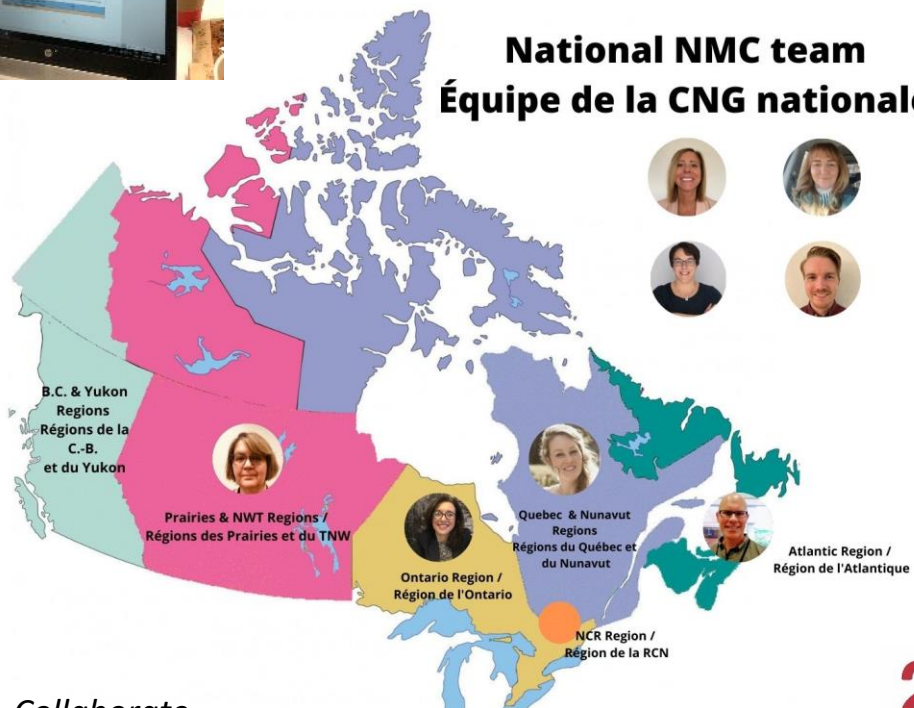 National NMC team
Équipe de la CNG nationale
B.C. & Yukon
Regions
Régions de la
C.-B.
et du Yukon
Prairies & NWT Regions /
Régions des Prairies et du TNW
Ontario Region /
Région de l'Ontario
Quebec & Nunavut
Regions
Régions du Québec et
du Nunavut
Atlantic Region /
Région de l'Atlantique
NCR Region /
Région de la RCN
Collaborate